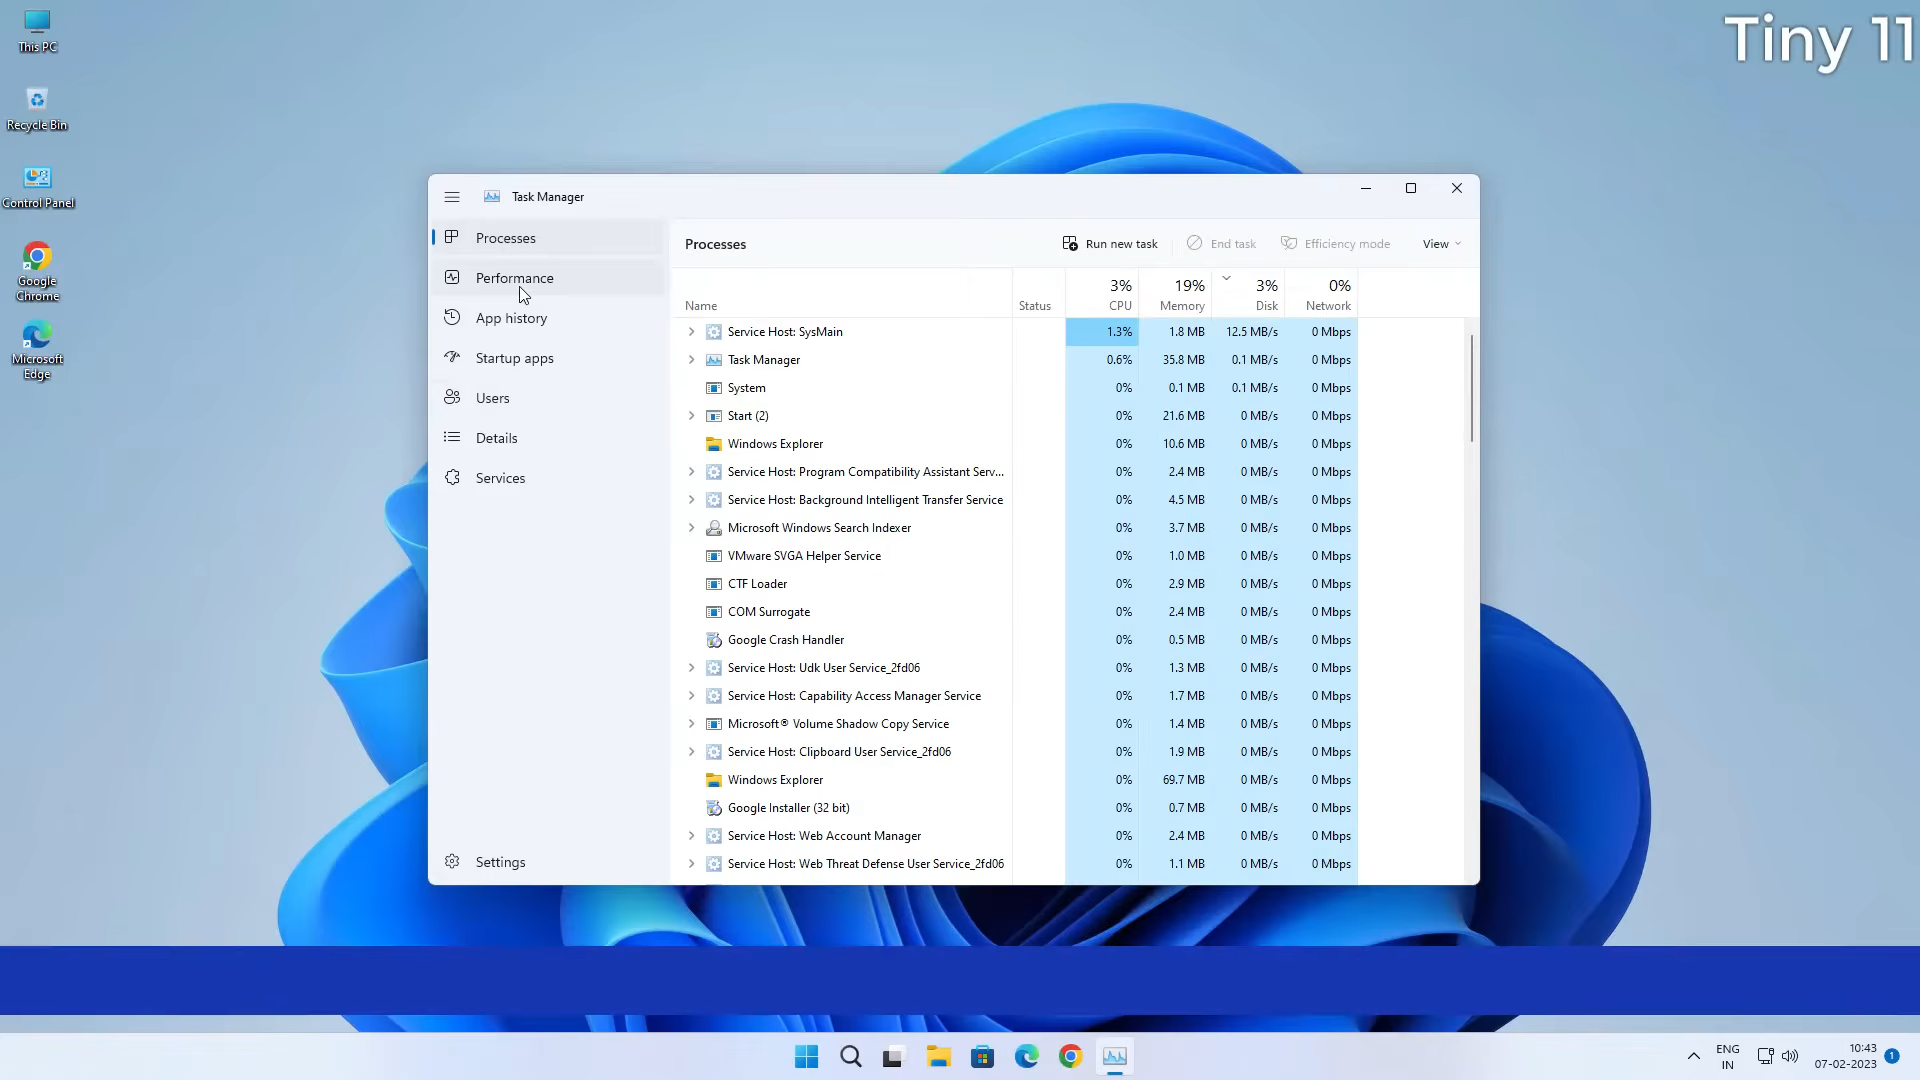 Tiny 11
This PC
Recycle Bin
Control Panel
Google
Chrome
Microsoft
Edge
Task Manager
Processes
Performance
App history
Startup apps
Users
Details
Services
Settings
Processes
Run new task
End task
Efficiency mode
View
3% 19% 3% 0%
Name Status CPU Memory Disk Network
Service Host: SysMain 1.3% 1.8 MB 12.5 MB/s 0 Mbps
Task Manager 0.6% 35.8 MB 0.1 MB/s 0 Mbps
System 0% 0.1 MB 0.1 MB/s 0 Mbps
Start (2) 0% 21.6 MB 0 MB/s 0 Mbps
Windows Explorer 0% 10.6 MB 0 MB/s 0 Mbps
Service Host: Program Compatibility Assistant Serv... 0% 2.4 MB 0 MB/s 0 Mbps
Service Host: Background Intelligent Transfer Service 0% 4.5 MB 0 MB/s 0 Mbps
Microsoft Windows Search Indexer 0% 3.7 MB 0 MB/s 0 Mbps
VMware SVGA Helper Service 0% 1.0 MB 0 MB/s 0 Mbps
CTF Loader 0% 2.9 MB 0 MB/s 0 Mbps
COM Surrogate 0% 2.4 MB 0 MB/s 0 Mbps
Google Crash Handler 0% 0.5 MB 0 MB/s 0 Mbps
Service Host: Udk User Service_2fd06 0% 1.3 MB 0 MB/s 0 Mbps
Service Host: Capability Access Manager Service 0% 1.7 MB 0 MB/s 0 Mbps
Microsoft® Volume Shadow Copy Service 0% 1.4 MB 0 MB/s 0 Mbps
Service Host: Clipboard User Service_2fd06 0% 1.9 MB 0 MB/s 0 Mbps
Windows Explorer 0% 69.7 MB 0 MB/s 0 Mbps
Google Installer (32 bit) 0% 0.7 MB 0 MB/s 0 Mbps
Service Host: Web Account Manager 0% 2.4 MB 0 MB/s 0 Mbps
Service Host: Web Threat Defense User Service_2fd06 0% 1.1 MB 0 MB/s 0 Mbps
ENG
IN
10:43
07-02-2023
1